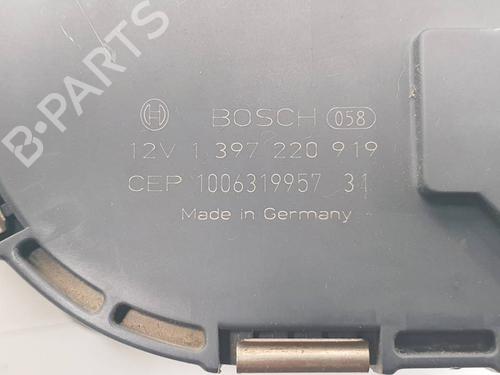 B-PARTS
BOSCH 058
12V 1 397 220 919
CEP 1006319957 31
Made in Germany